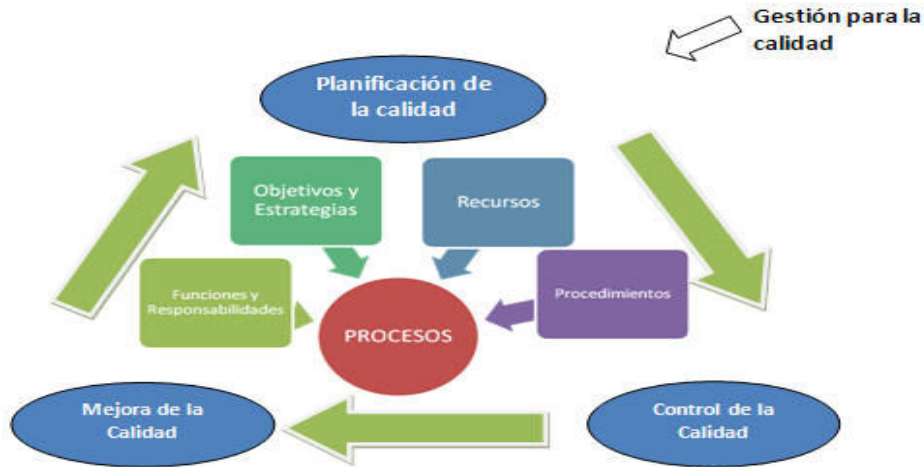 Gestión para la
calidad
Planificación de
la calidad
Objetivos y
Estrategias
Recursos
Funciones y
Responsabilidades
Procedimientos
PROCESOS
Mejora de la
Calidad
Control de la
Calidad